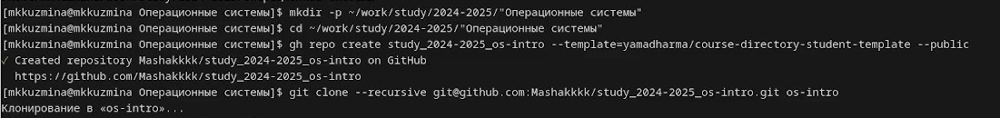 [mkkuzmina@mkkuzmina Операционные системы]$ mkdir -p ~/work/study/2024-2025/"Операционные системы"
[mkkuzmina@mkkuzmina Операционные системы]$ cd ~/work/study/2024-2025/"Операционные системы"
[mkkuzmina@mkkuzmina Операционные системы]$ gh repo create study_2024-2025_os-intro --template=yamadharma/course-directory-student-template --public
✓ Created repository Mashakkkk/study_2024-2025_os-intro on GitHub
https://github.com/Mashakkkk/study_2024-2025_os-intro
[mkkuzmina@mkkuzmina Операционные системы]$ git clone --recursive git@github.com:Mashakkkk/study_2024-2025_os-intro.git os-intro
Клонирование в «os-intro»...